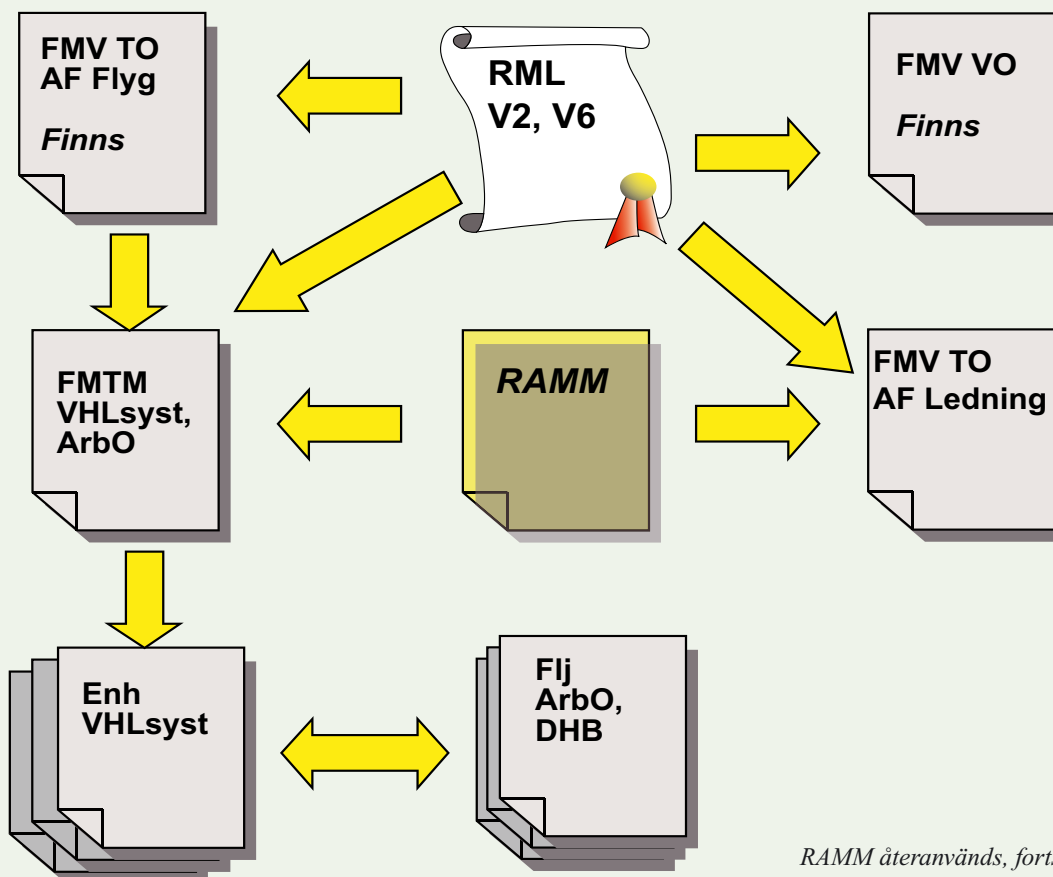 FMV TO
AF Flyg
Finns
RML
V2, V6
FMV VO
Finns
FMTM
VHLsyst,
ArbO
RAMM
FMV TO
AF Ledning
Enh
VHLsyst
Flj
ArbO,
DHB
RAMM återanvänds,